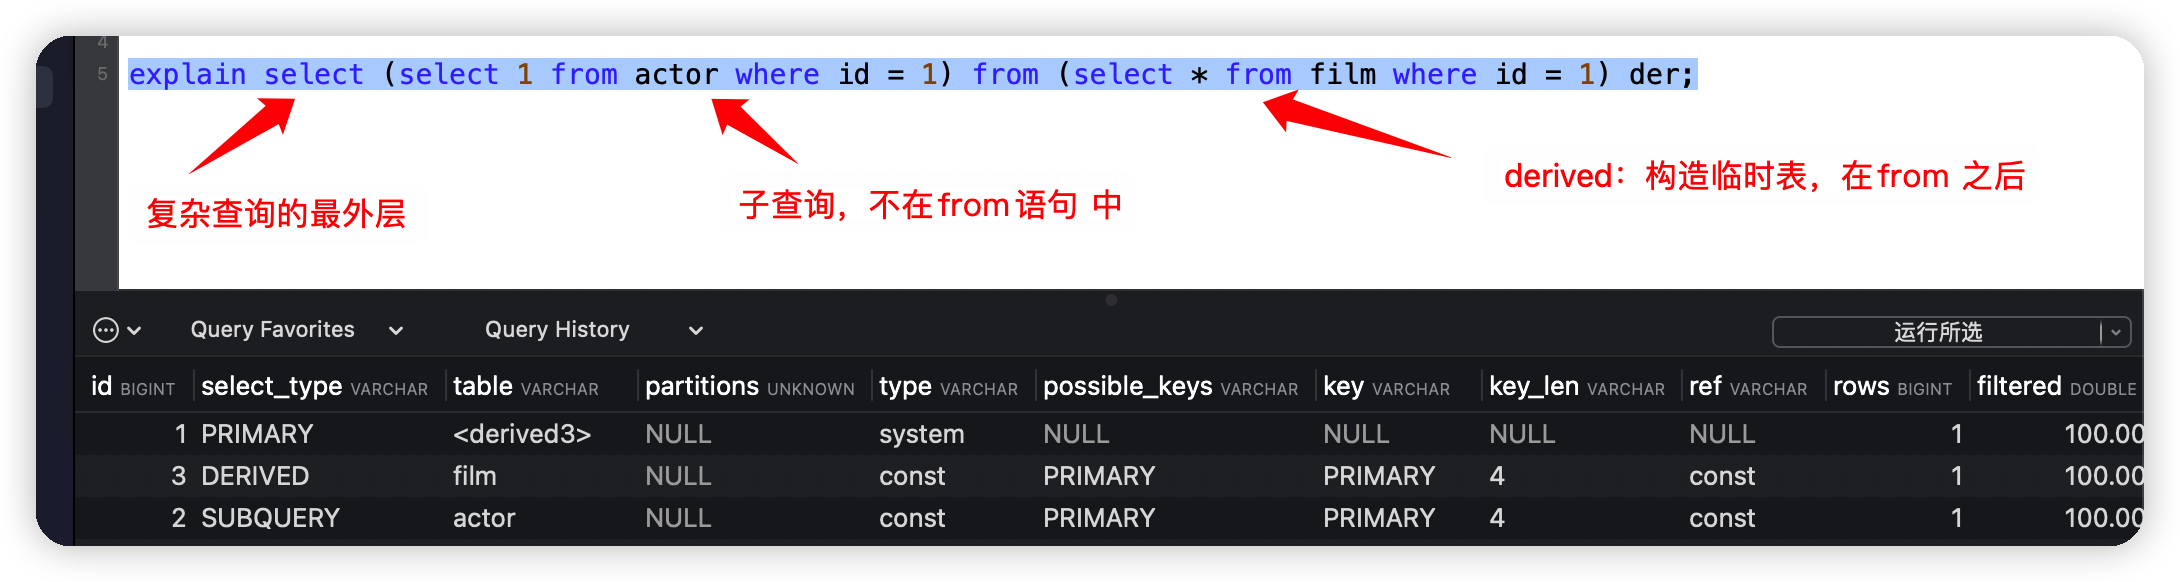 4
5 explain select (select 1 from actor where id = 1) from (select * from film where id = 1) der;
复杂查询的最外层
子查询，不在from语句 中
derived：构造临时表，在from 之后
Query Favorites Query History 运行所选
id BIGINT select_type VARCHAR table VARCHAR partitions UNKNOWN type VARCHAR possible_keys VARCHAR key VARCHAR key_len VARCHAR ref VARCHAR rows BIGINT filtered DOUBLE
1 PRIMARY <derived3> NULL system NULL NULL NULL NULL 1 100.00
3 DERIVED film NULL const PRIMARY PRIMARY 4 const 1 100.00
2 SUBQUERY actor NULL const PRIMARY PRIMARY 4 const 1 100.00